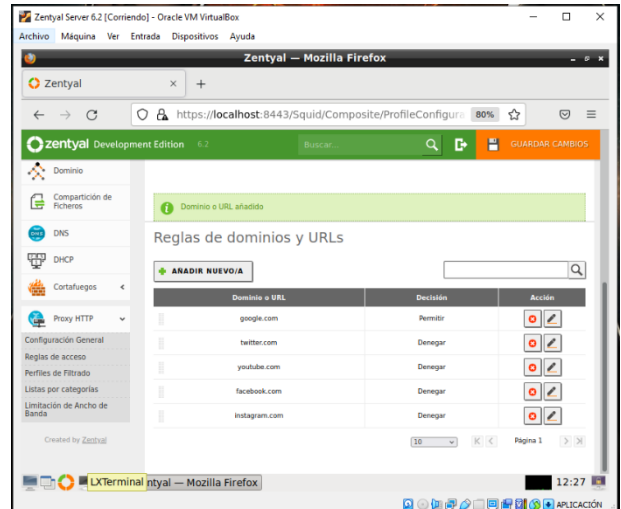 Zentyal Server 6.2 [Corriendo] - Oracle VM VirtualBox
Archivo Máquina Ver Entrada Dispositivos Ayuda
Zentyal — Mozilla Firefox
Zentyal
https://localhost:8443/Squid/Composite/ProfileConfigura 80%
zentyal Development Edition 6.2 Buscar... GUARDAR CAMBIOS
Dominio
Compartición de
Ficheros
DNS
DHCP
Cortafuegos
Proxy HTTP
Configuración General
Reglas de acceso
Perfiles de Filtrado
Listas por categorías
Limitación de Ancho de
Banda
Created by Zentyal
Dominio o URL añadido
Reglas de dominios y URLs
AÑADIR NUEVO/A
Dominio o URL Decisión Acción
google.com Permitir
twitter.com Denegar
youtube.com Denegar
facebook.com Denegar
instagram.com Denegar
10 Página 1
LXTerminal ntyal — Mozilla Firefox 12:27
APLICACIÓN